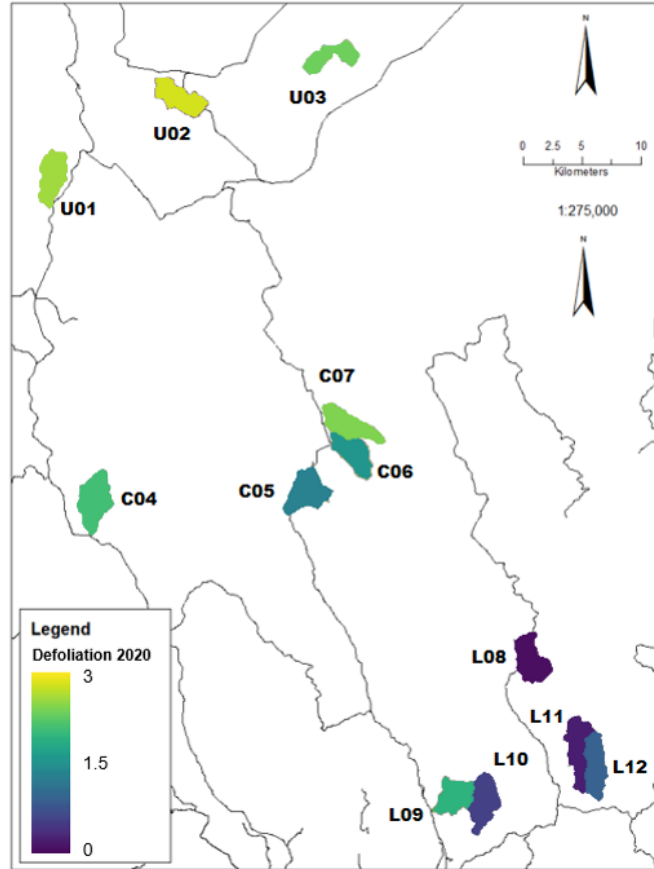 N
U03
U02
0 2.5 5 10
Kilometers
U01
1:275,000
N
C07
C06
C04
C05
Legend
Defoliation 2020
3
1.5
0
L08
L11
L10
L12
L09